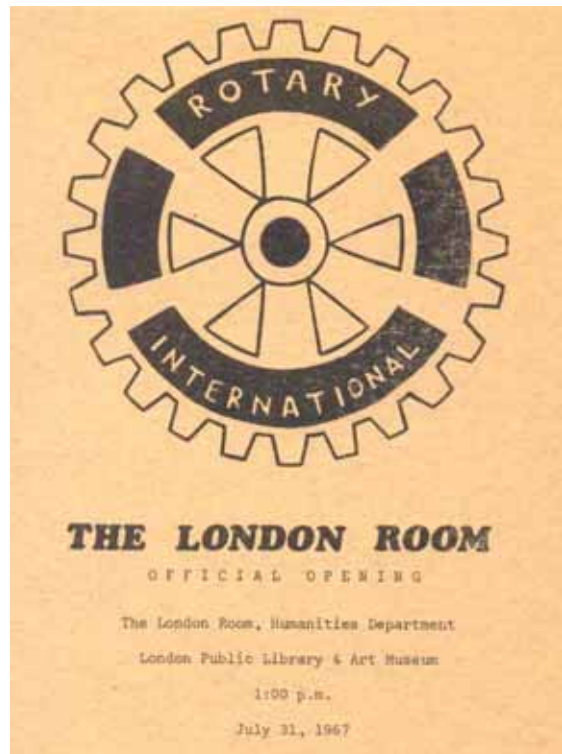 ROTARY
INTERNATIONAL
THE LONDON ROOM
OFFICIAL OPENING
The London Room, Humanities Department
London Public Library & Art Museum
1:00 p.m.
July 31, 1967